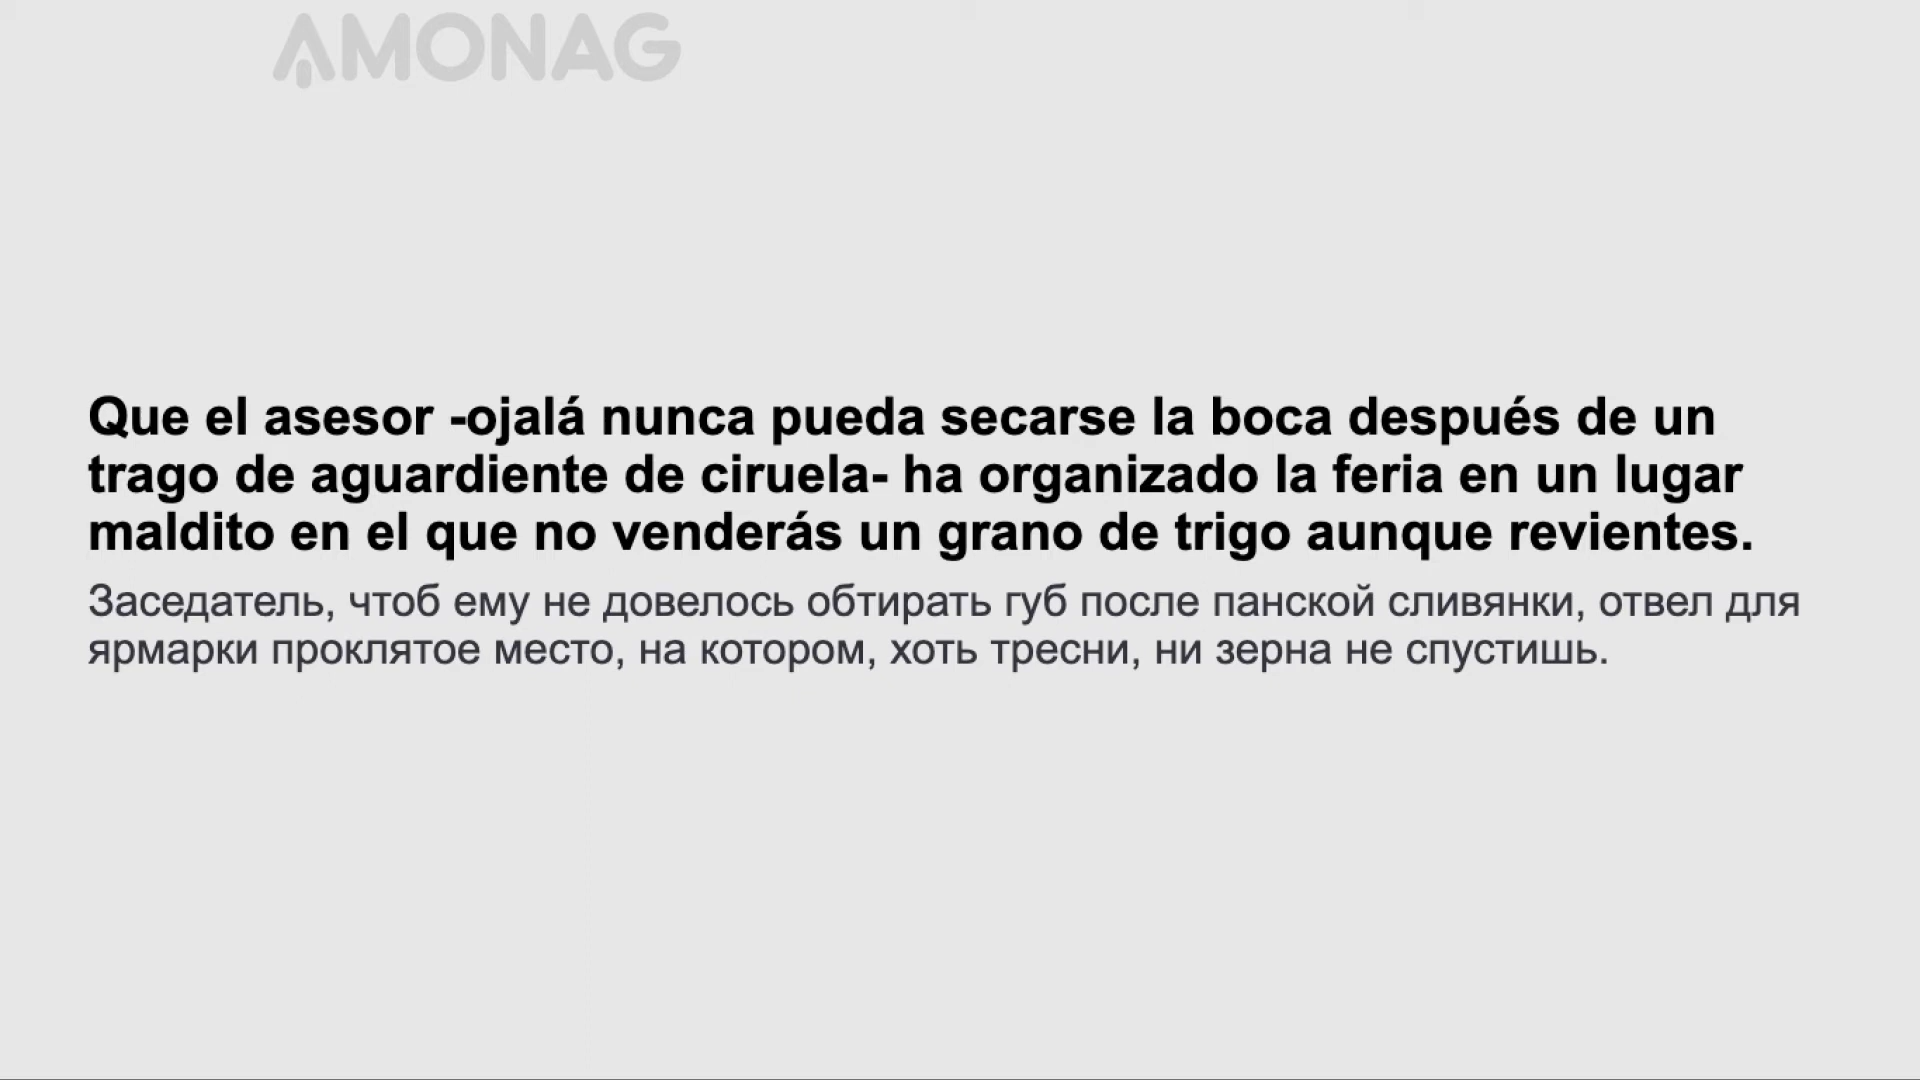 AMONAG
Que el asesor -ojalá nunca pueda secarse la boca después de un
trago de aguardiente de ciruela- ha organizado la feria en un lugar
maldito en el que no venderás un grano de trigo aunque revientes.
Заседатель, чтоб ему не довелось обтирать губ после панской сливянки, отвел для
ярмарки проклятое место, на котором, хоть тресни, ни зерна не спустишь.